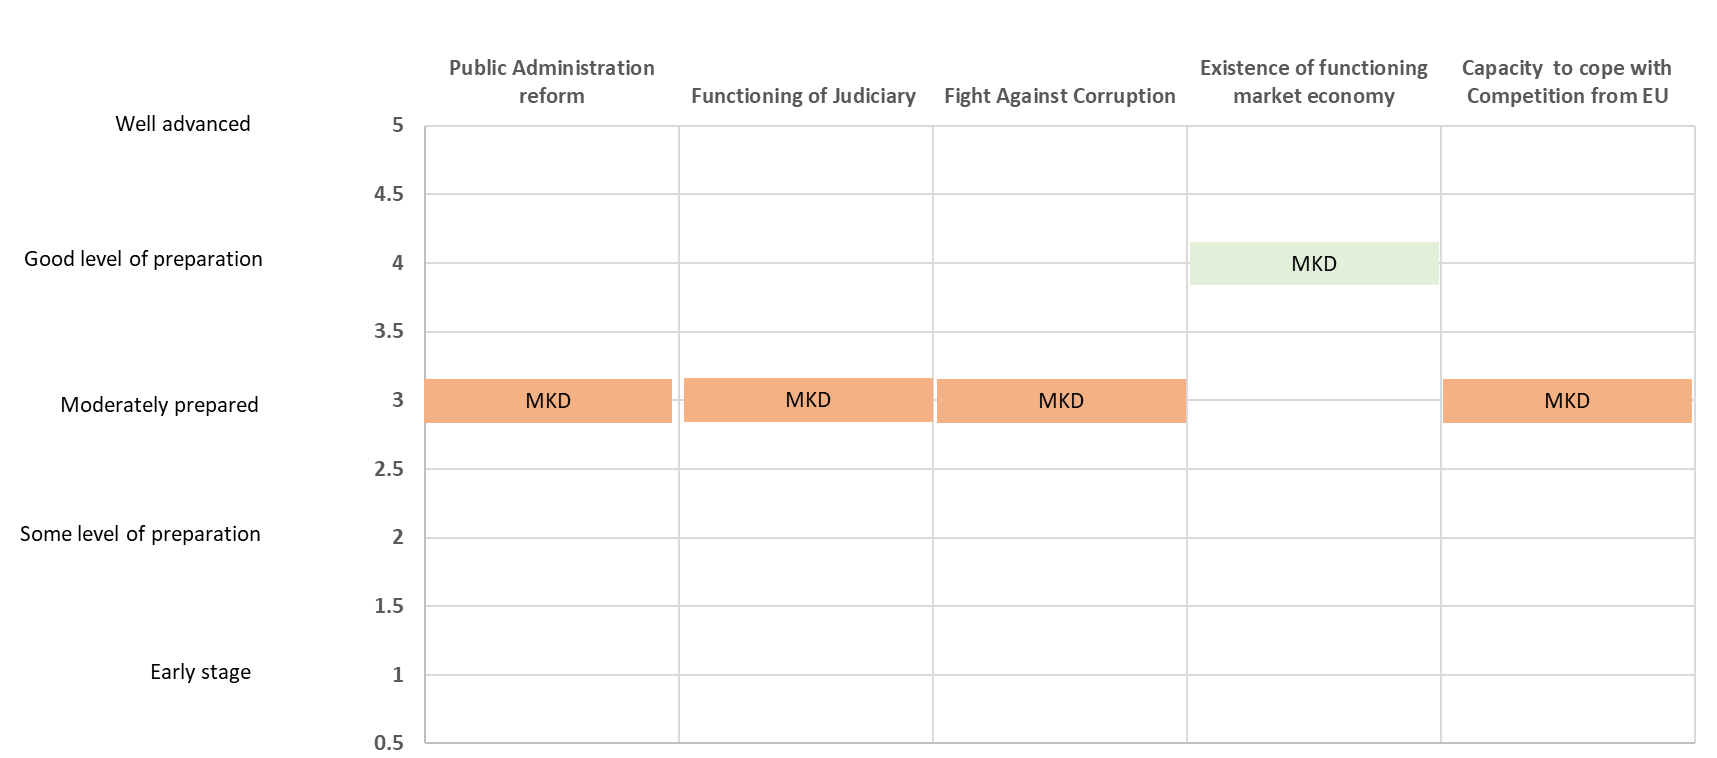 Public Administration
reform
Functioning of Judiciary
Fight Against Corruption
Existence of functioning
market economy
Capacity to cope with
Competition from EU
Well advanced
5
4.5
Good level of preparation
4
MKD
3.5
Moderately prepared
3
MKD
MKD
MKD
MKD
2.5
Some level of preparation
2
1.5
Early stage
1
0.5